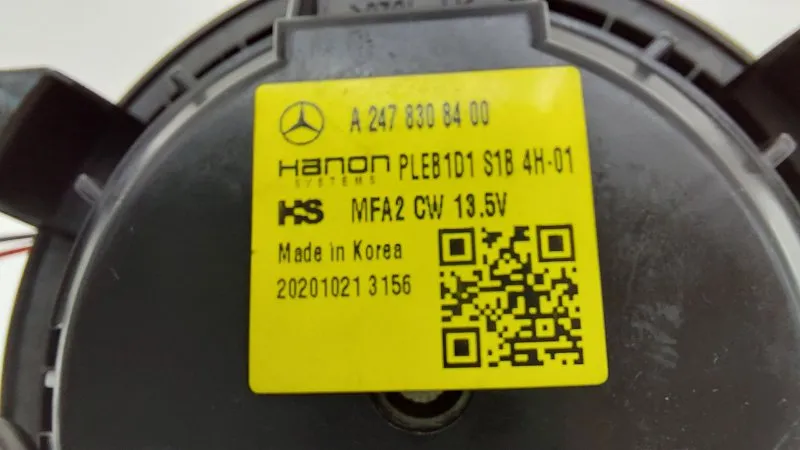 A 247 830 84 00
Hanon PLEB1D1 S1B 4H-01
SYSTEMS
HS MFA2 CW 13.5V
Made in Korea
20201021 3156